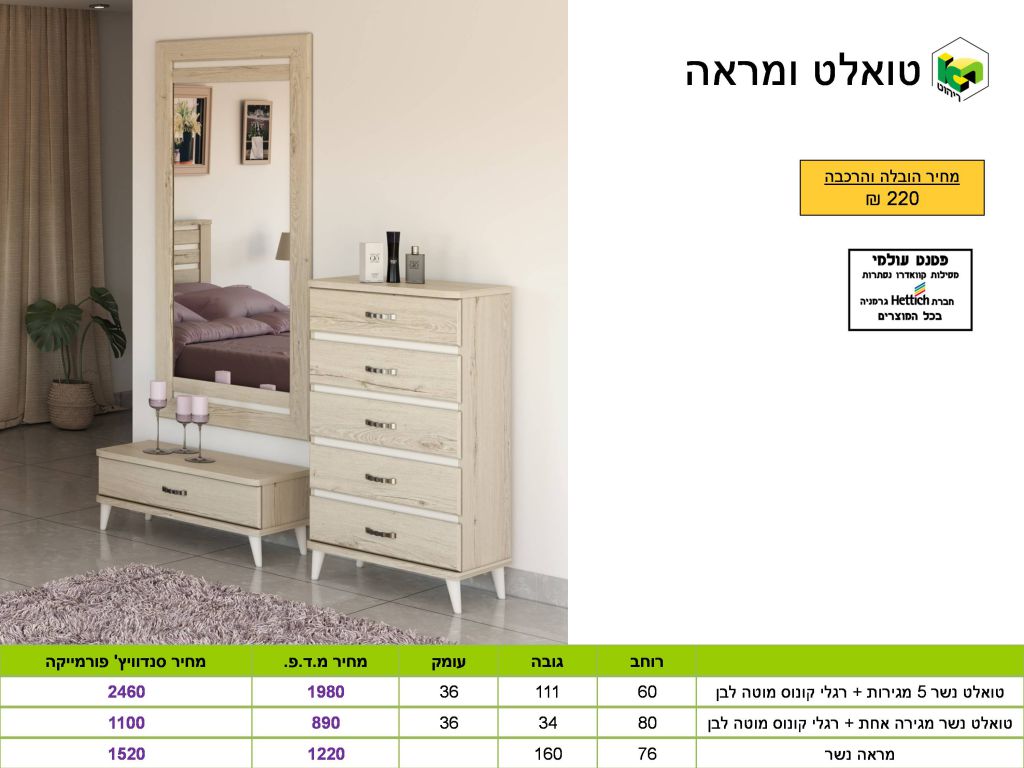 טואלט ומראה
ריהוט
מחיר הובלה והרכבה
220 ₪
פטנט עולמי
מסילות קוואדרו נסתרות
חברת Hettich גרמניה
בכל המוצרים
רוחב גובה עומק מחיר מ.ד.פ. מחיר סנדוויץ' פורמייקה
טואלט נשר 5 מגירות + רגלי קונוס מוטה לבן 60 111 36 1980 2460
טואלט נשר מגירה אחת + רגלי קונוס מוטה לבן 80 34 36 890 1100
מראה נשר 76 160 1220 1520